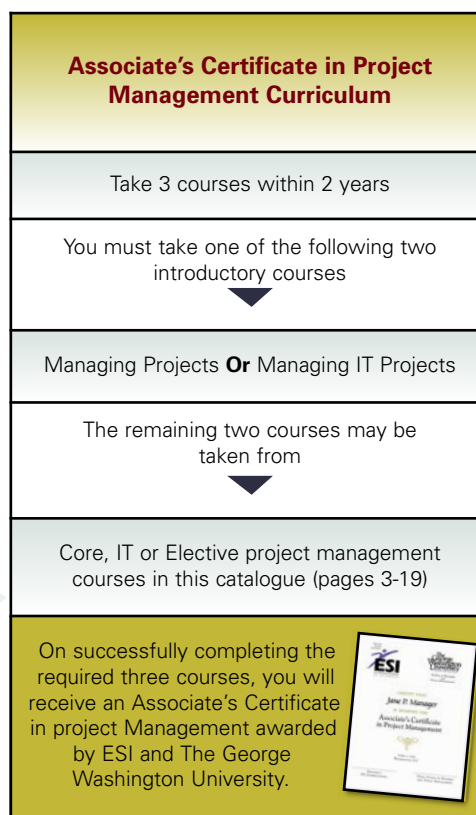 Associate's Certificate in Project
Management Curriculum
Take 3 courses within 2 years
You must take one of the following two
introductory courses
Managing Projects Or Managing IT Projects
The remaining two courses may be
taken from
Core, IT or Elective project management
courses in this catalogue (pages 3-19)
On successfully completing the
required three courses, you will
receive an Associate's Certificate
in project Management awarded
by ESI and The George
Washington University.
ESI
The George Washington University
Jane P. Manager
Associate's Certificate
in Project Management